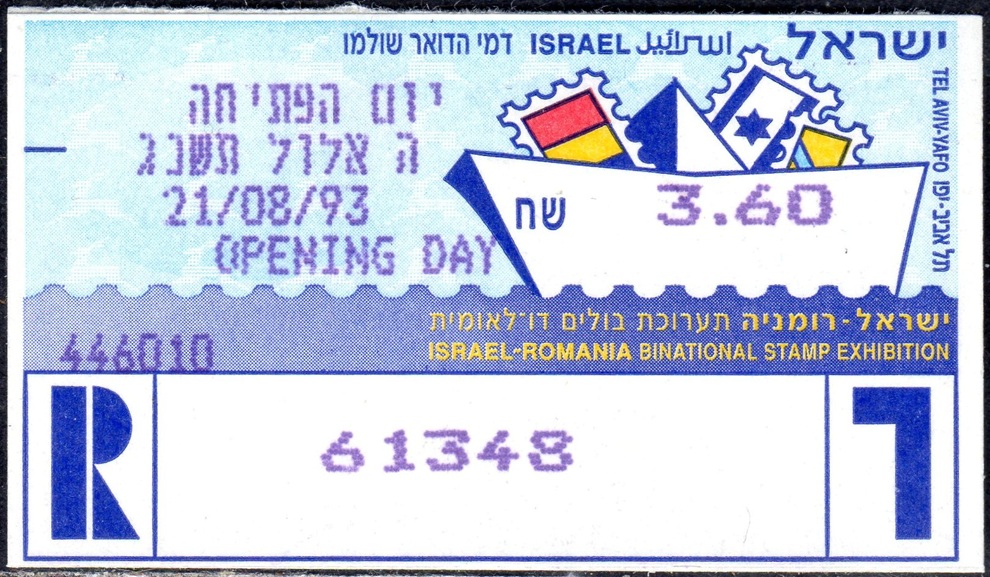 ישראל اسرائيل ISRAEL דמי הדואר שולמו
TEL AVIV-YAFO תל אביב-יפו
יום הפתיחה
ה אלול תשנג
21/08/93
OPENING DAY
שח 3.60
ישראל-רומניה תערוכת בולים דו-לאומית
ISRAEL-ROMANIA BINATIONAL STAMP EXHIBITION
446010
R 61348 ר